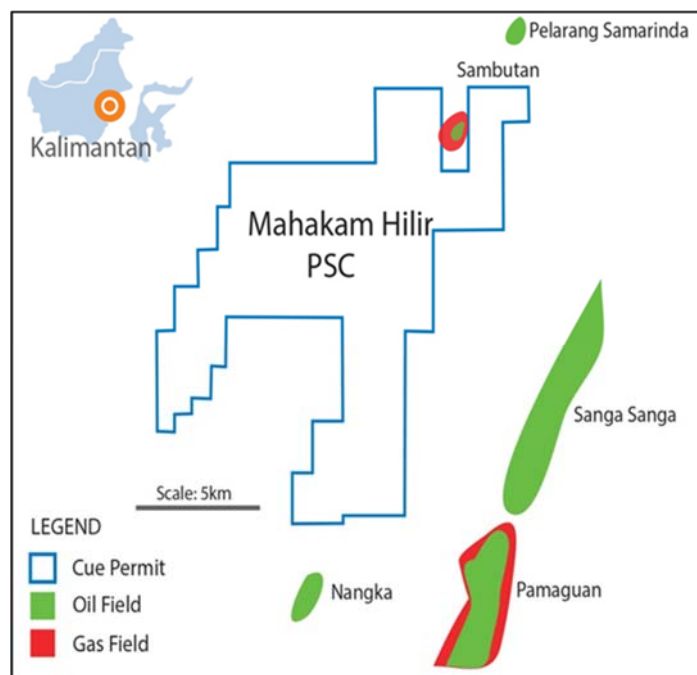 Pelarang Samarinda
Sambutan
Kalimantan
Mahakam Hilir
PSC
Sanga Sanga
Scale: 5km
LEGEND
Cue Permit
Oil Field
Gas Field
Nangka
Pamaguan